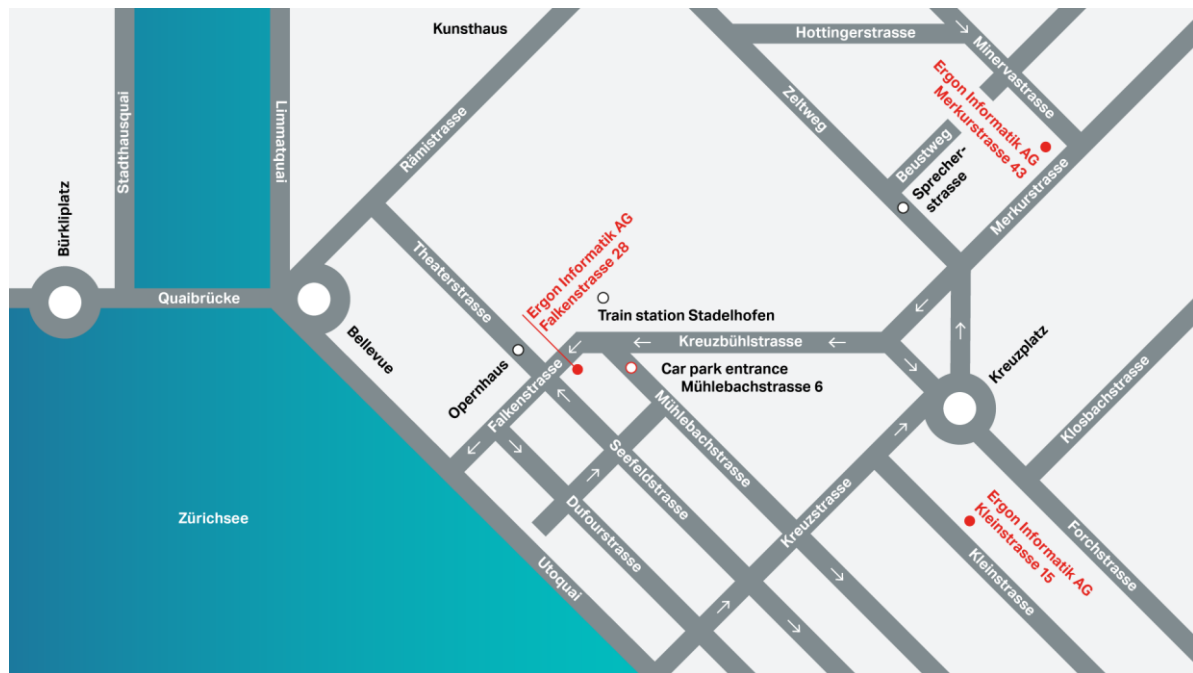 Kunsthaus
Hottingerstrasse
Minervastrasse
Stadthausquai
Limmatquai
Rämistrasse
Zeltweg
Ergon Informatik AG
Merkurstrasse 43
Beustweg
Sprecher-
strasse
Merkurstrasse
Bürkliplatz
Quaibrücke
Bellevue
Theaterstrasse
Ergon Informatik AG
Falkenstrasse 28
Train station Stadelhofen
Opernhaus
Falkenstrasse
Kreuzbühlstrasse
Car park entrance
Mühlebachstrasse 6
Kreuzplatz
Klosbachstrasse
Mühlebachstrasse
Seefeldstrasse
Dufourstrasse
Utoquai
Kreuzstrasse
Zürichsee
Ergon Informatik AG
Kleinstrasse 15
Kleinstrasse
Forchstrasse